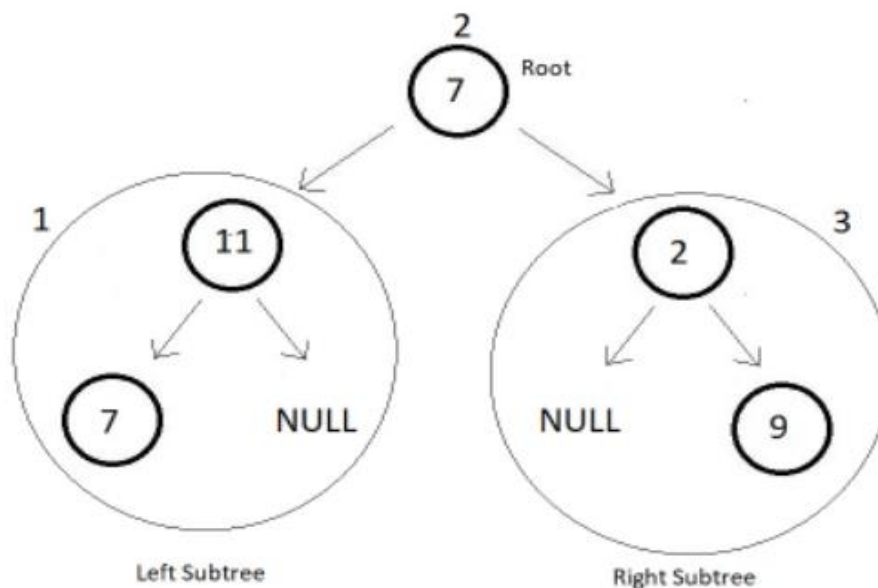 2
7 Root
1 11
2 3
7 NULL
NULL 9
Left Subtree
Right Subtree